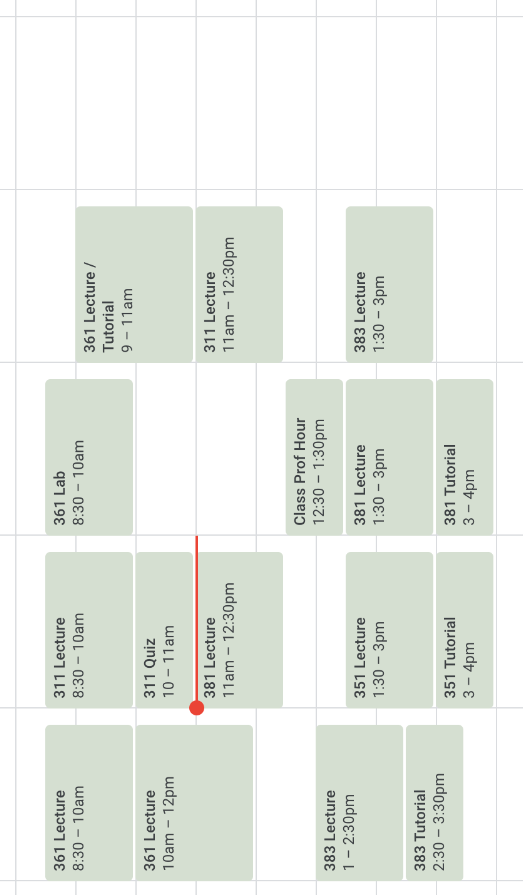 361 Lecture
8:30 – 10am
361 Lecture
10am – 12pm
383 Lecture
1 – 2:30pm
383 Tutorial
2:30 – 3:30pm
311 Lecture
8:30 – 10am
311 Quiz
10 – 11am
381 Lecture
11am – 12:30pm
351 Lecture
1:30 – 3pm
351 Tutorial
3 – 4pm
361 Lab
8:30 – 10am
Class Prof Hour
12:30 – 1:30pm
381 Lecture
1:30 – 3pm
381 Tutorial
3 – 4pm
361 Lecture /
Tutorial
9 – 11am
311 Lecture
11am – 12:30pm
383 Lecture
1:30 – 3pm